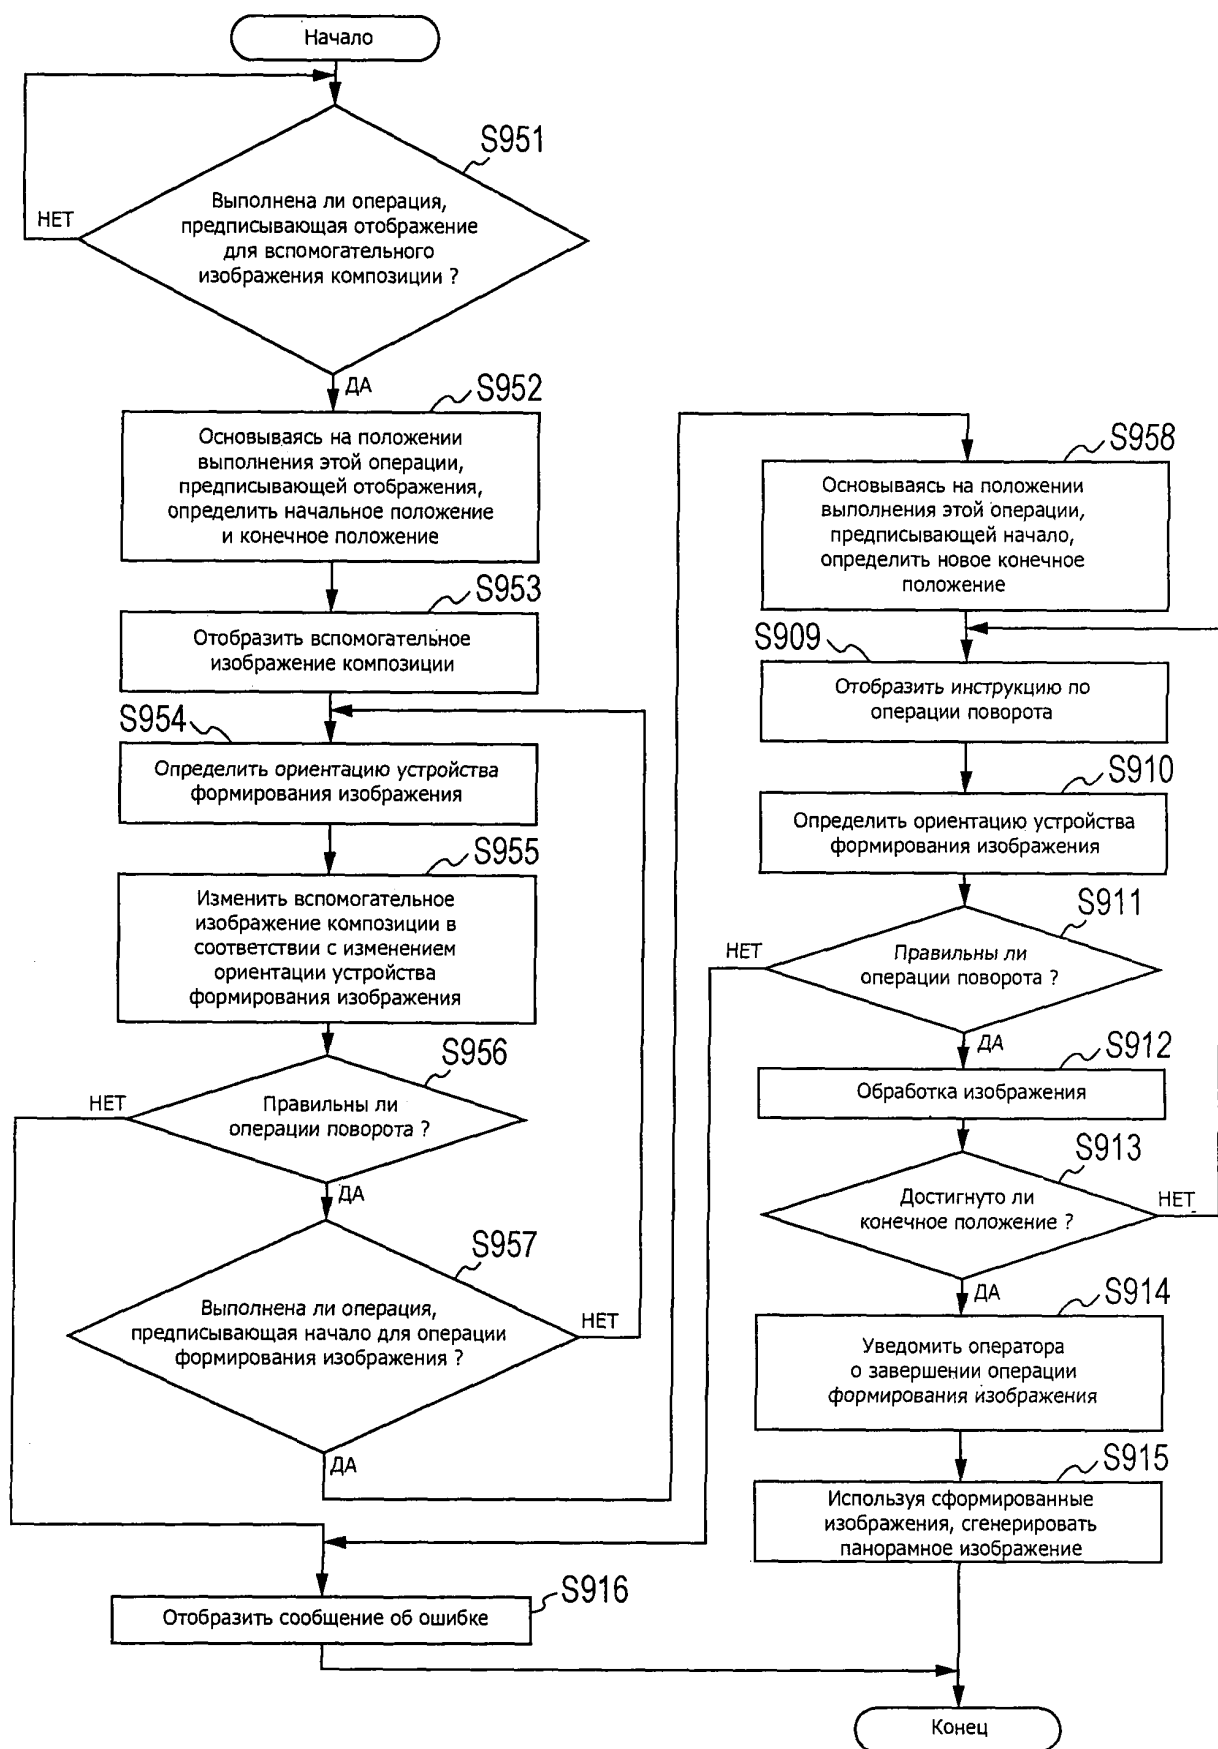 Начало
S951
Выполнена ли операция,
предписывающая отображение
для вспомогательного
изображения композиции ?
НЕТ
ДА
S952
Основываясь на положении
выполнения этой операции,
предписывающей отображения,
определить начальное положение
и конечное положение
S953
Отобразить вспомогательное
изображение композиции
S954
Определить ориентацию устройства
формирования изображения
S955
Изменить вспомогательное
изображение композиции в
соответствии с изменением
ориентации устройства
формирования изображения
S956
НЕТ
Правильны ли
операции поворота ?
ДА
S957
Выполнена ли операция,
предписывающая начало для операции
формирования изображения ?
НЕТ
ДА
S958
Основываясь на положении
выполнения этой операции,
предписывающей начало,
определить новое конечное
положение
S909
Отобразить инструкцию по
операции поворота
S910
Определить ориентацию устройства
формирования изображения
S911
НЕТ
Правильны ли
операции поворота ?
ДА
S912
Обработка изображения
S913
Достигнуто ли
конечное положение ?
НЕТ
ДА
S914
Уведомить оператора
о завершении операции
формирования изображения
S915
Используя сформированные
изображения, сгенерировать
панорамное изображение
S916
Отобразить сообщение об ошибке
Конец